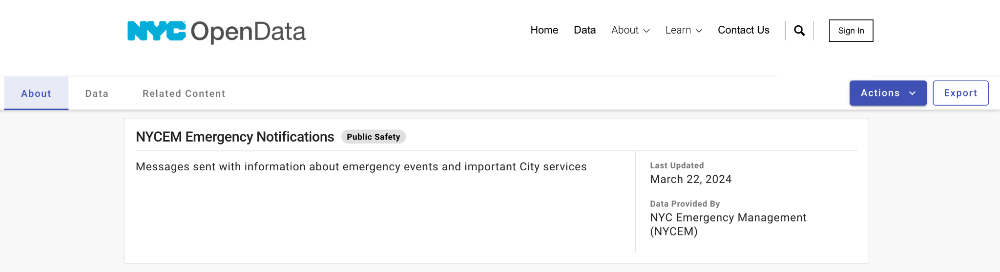 NYC OpenData
Home Data About Learn Contact Us Sign In
About Data Related Content Actions Export
NYCEM Emergency Notifications Public Safety
Messages sent with information about emergency events and important City services
Last Updated
March 22, 2024
Data Provided By
NYC Emergency Management
(NYCEM)